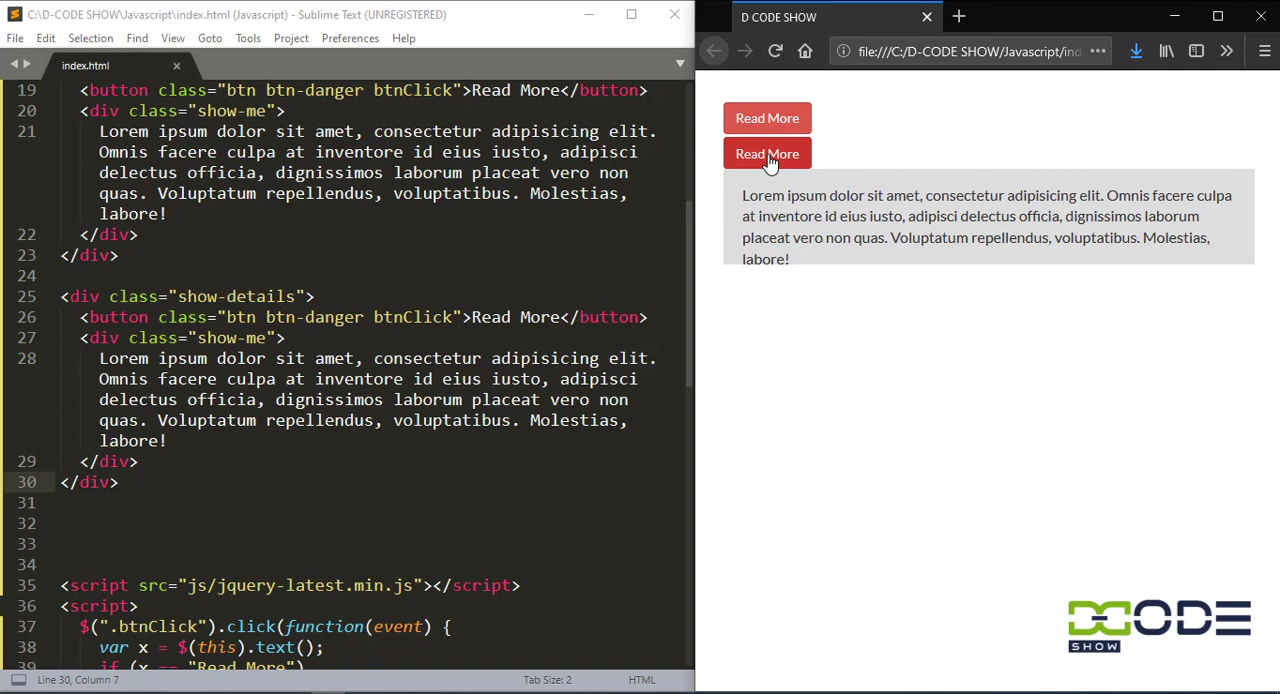 C:\D-CODE SHOW\Javascript\index.html (Javascript) - Sublime Text (UNREGISTERED)
File Edit Selection Find View Goto Tools Project Preferences Help
index.html
19 <button class="btn btn-danger btnClick">Read More</button>
20 <div class="show-me">
21 Lorem ipsum dolor sit amet, consectetur adipisicing elit.
Omnis facere culpa at inventore id eius iusto, adipisci
delectus officia, dignissimos laborum placeat vero non
quas. Voluptatum repellendus, voluptatibus. Molestias,
labore!
22 </div>
23 </div>
24
25 <div class="show-details">
26 <button class="btn btn-danger btnClick">Read More</button>
27 <div class="show-me">
28 Lorem ipsum dolor sit amet, consectetur adipisicing elit.
Omnis facere culpa at inventore id eius iusto, adipisci
delectus officia, dignissimos laborum placeat vero non
quas. Voluptatum repellendus, voluptatibus. Molestias,
labore!
29 </div>
30 </div>
31
32
33
34
35 <script src="js/jquery-latest.min.js"></script>
36 <script>
37 $(".btnClick").click(function(event) {
38 var x = $(this).text();
39 if (x == "Read More")
Line 30, Column 7 Tab Size: 2 HTML
D CODE SHOW
file:///C:/D-CODE SHOW/Javascript/ind
Read More
Read More
Lorem ipsum dolor sit amet, consectetur adipisicing elit. Omnis facere culpa
at inventore id eius iusto, adipisci delectus officia, dignissimos laborum
placeat vero non quas. Voluptatum repellendus, voluptatibus. Molestias,
labore!
DCODE
SHOW